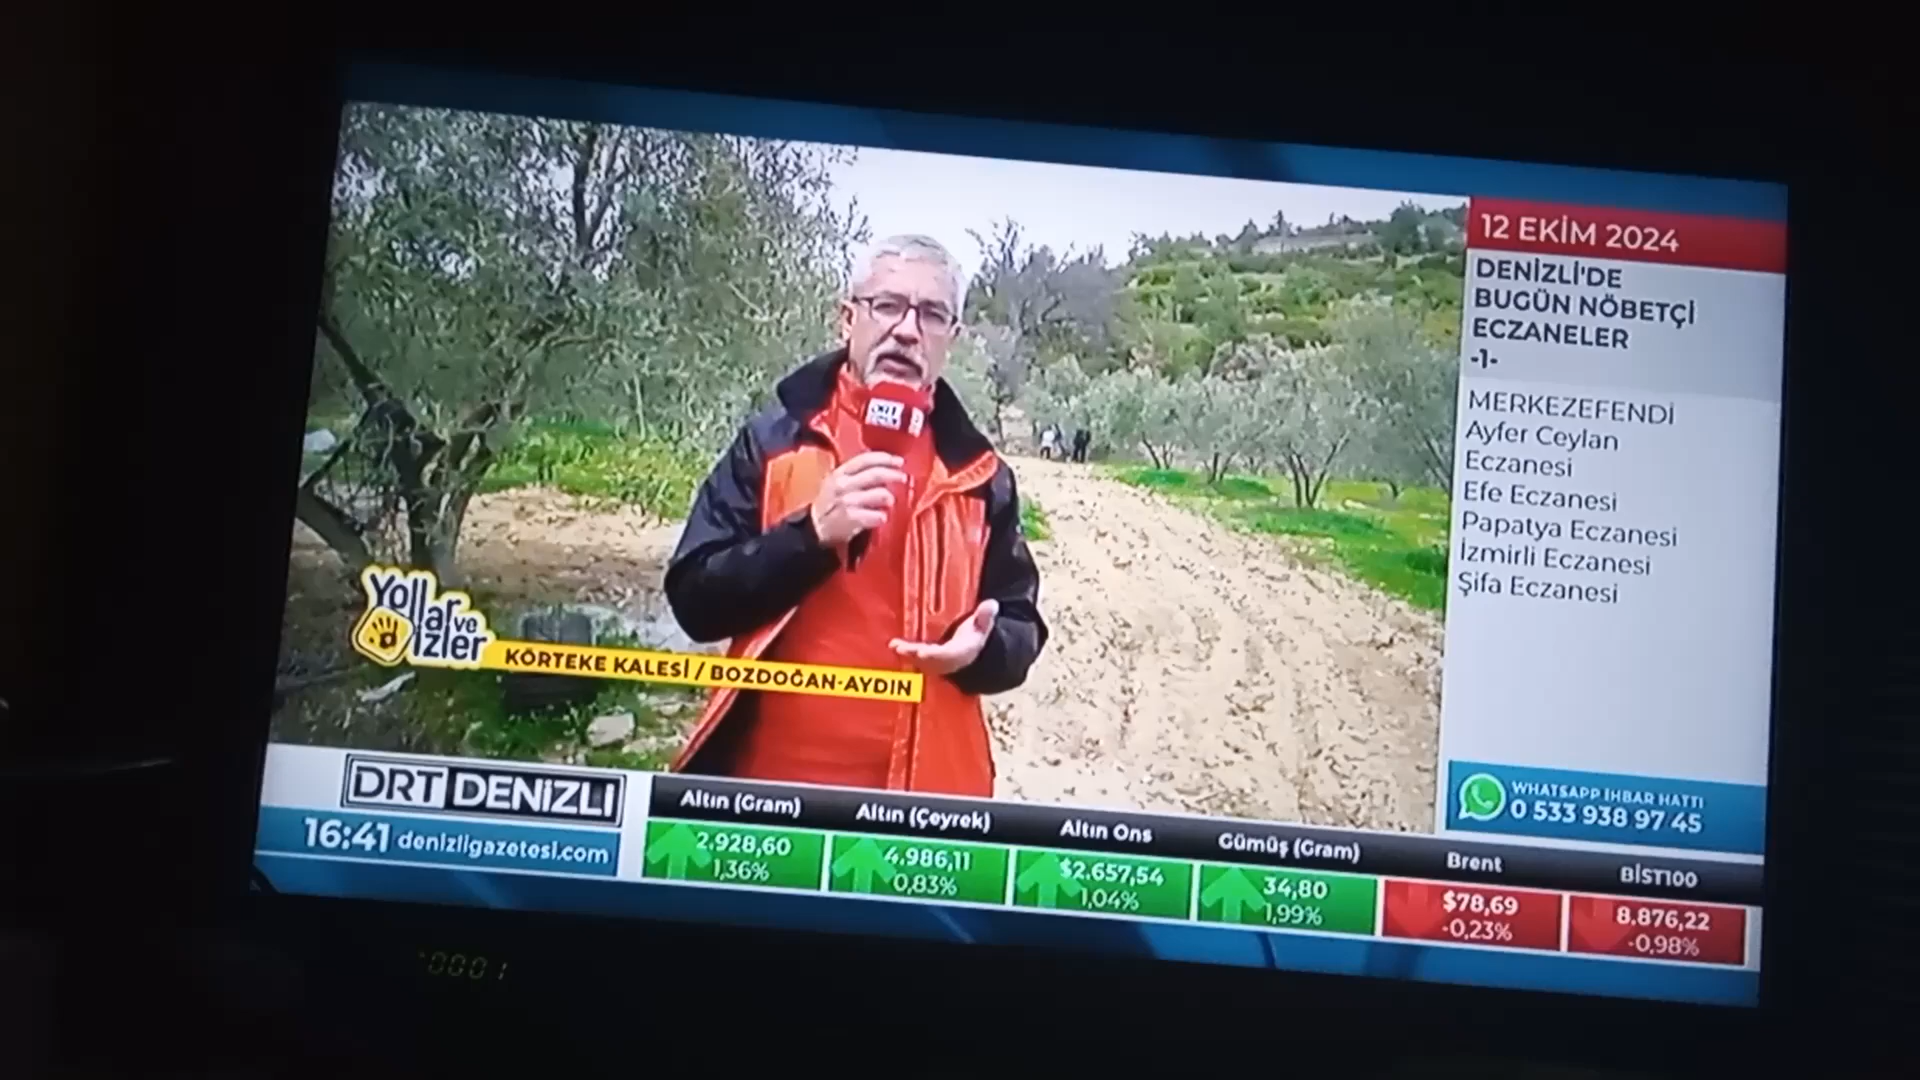 12 EKİM 2024
DENİZLİ'DE
BUGÜN NÖBETÇİ
ECZANELER
-1-
MERKEZEFENDİ
Ayfer Ceylan
Eczanesi
Efe Eczanesi
Papatya Eczanesi
İzmirli Eczanesi
Şifa Eczanesi
DRT
Yollar ve
İzler
KÖRTEKE KALESİ / BOZDOĞAN-AYDIN
WHATSAPP İHBAR HATTI
0 533 938 97 45
DRT DENİZLİ
16:41 denizligazetesi.com
Altın (Gram)
2.928,60
1,36%
Altın (Çeyrek)
4.986,11
0,83%
Altın Ons
$2.657,54
1,04%
Gümüş (Gram)
34,80
1,99%
Brent
$78,69
-0,23%
BİST100
8.876,22
-0,98%
0001